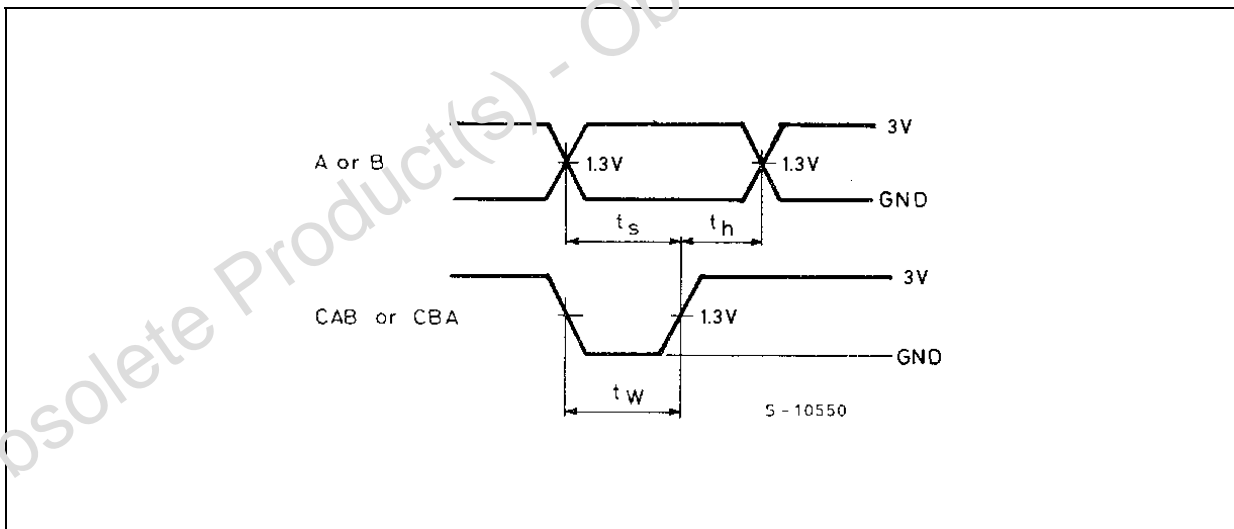 3V
A or B
1.3V
1.3V
GND
ts
th
3V
CAB or CBA
1.3V
GND
tW
S-10550
bsolete Product(s) - Ob